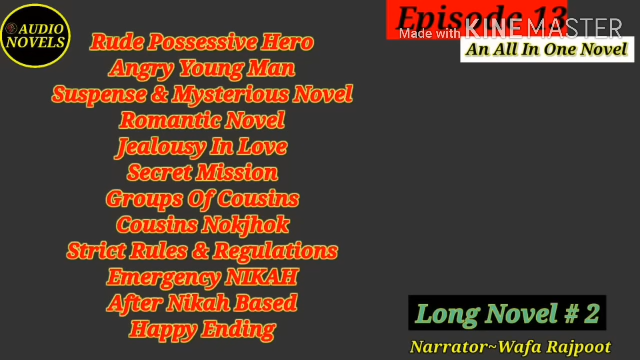 AUDIO
NOVELS
Episode 13
Made with KINEMASTER
An All In One Novel
Rude Possessive Hero
Angry Young Man
Suspense & Mysterious Novel
Romantic Novel
Jealousy In Love
Secret Mission
Groups Of Cousins
Cousins Nokjhok
Strict Rules & Regulations
Emergency NIKAH
After Nikah Based
Happy Ending
Long Novel # 2
Narrator~Wafa Rajpoot